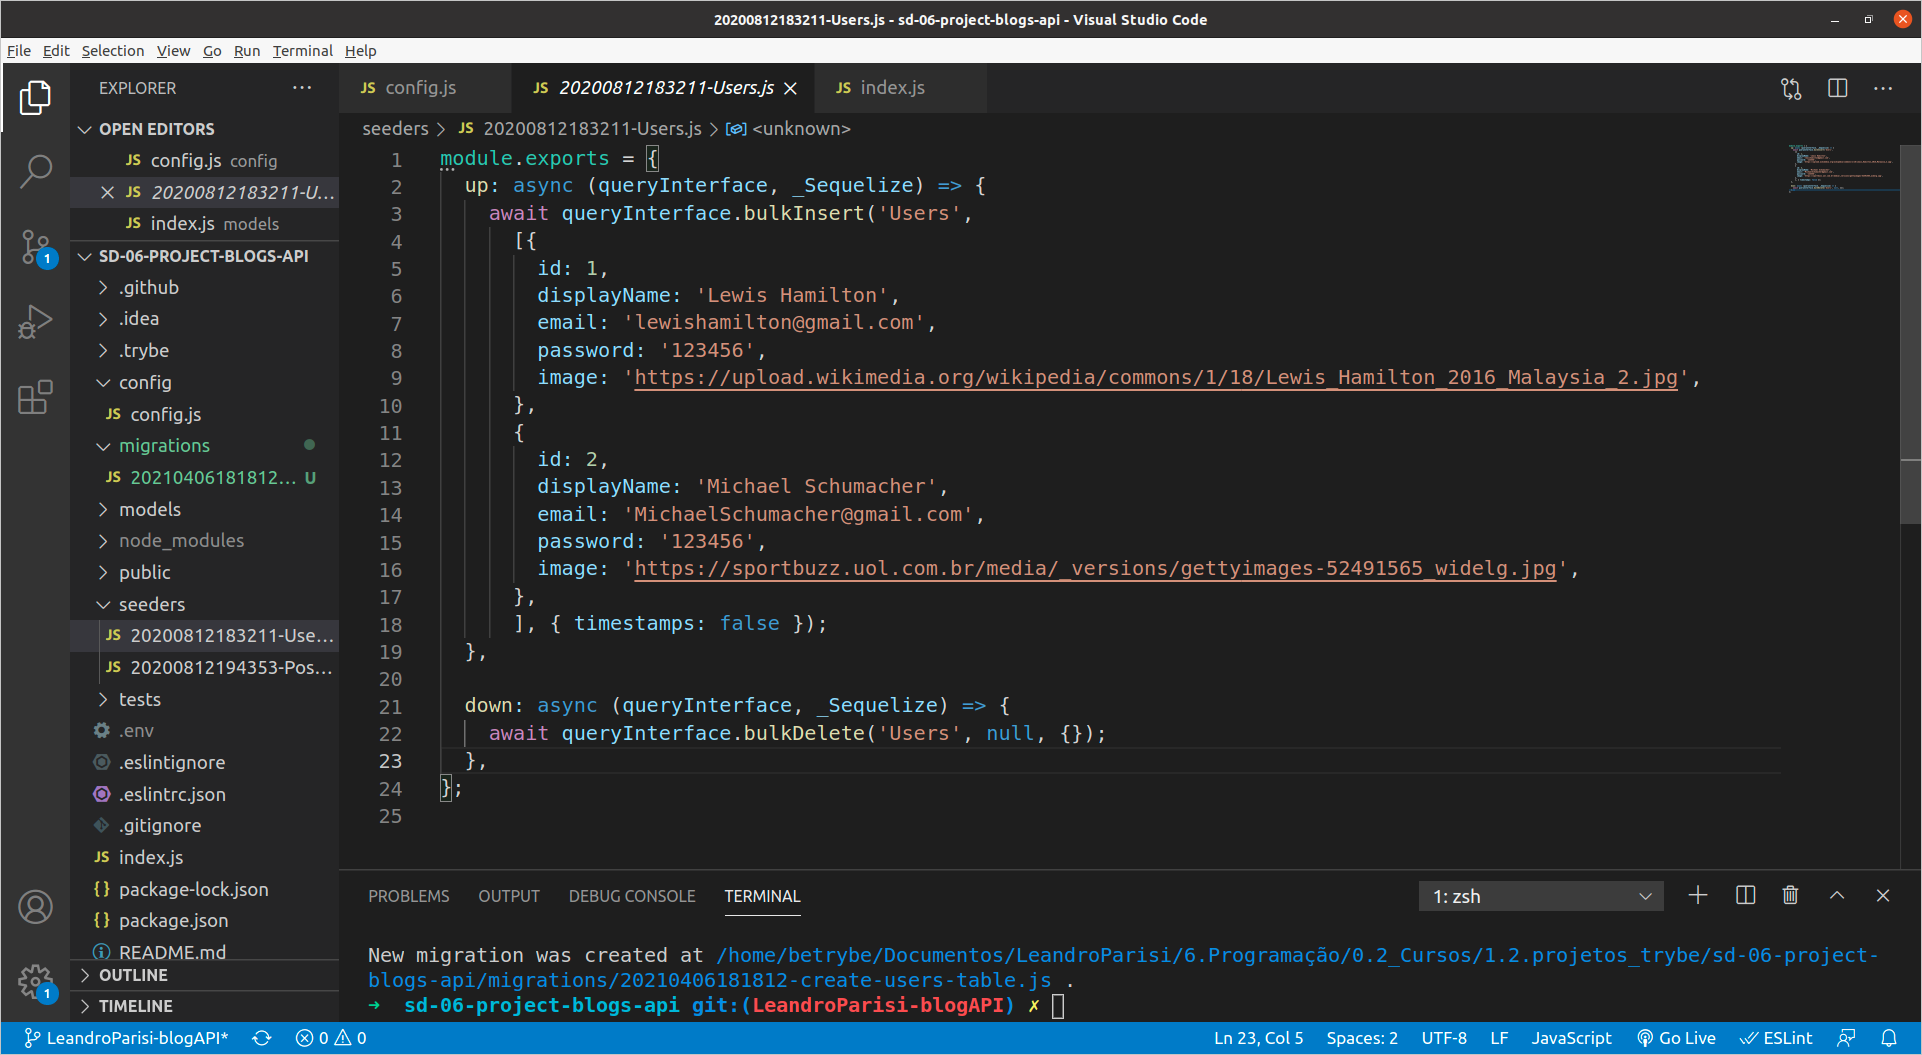 20200812183211-Users.js - sd-06-project-blogs-api - Visual Studio Code
File Edit Selection View Go Run Terminal Help
EXPLORER
OPEN EDITORS
JS config.js config
JS 20200812183211-U...
JS index.js models
SD-06-PROJECT-BLOGS-API
.github
.idea
.trybe
config
JS config.js
migrations
JS 20210406181812... U
models
node_modules
public
seeders
JS 20200812183211-Use...
JS 20200812194353-Pos...
tests
.env
.eslintignore
.eslintrc.json
.gitignore
JS index.js
{} package-lock.json
{} package.json
README.md
OUTLINE
TIMELINE
1
1
JS config.js JS 20200812183211-Users.js JS index.js
seeders > JS 20200812183211-Users.js > <unknown>
1 module.exports = {
2 up: async (queryInterface, _Sequelize) => {
3 await queryInterface.bulkInsert('Users',
4 [{
5 id: 1,
6 displayName: 'Lewis Hamilton',
7 email: 'lewishamilton@gmail.com',
8 password: '123456',
9 image: 'https://upload.wikimedia.org/wikipedia/commons/1/18/Lewis_Hamilton_2016_Malaysia_2.jpg',
10 },
11 {
12 id: 2,
13 displayName: 'Michael Schumacher',
14 email: 'MichaelSchumacher@gmail.com',
15 password: '123456',
16 image: 'https://sportbuzz.uol.com.br/media/_versions/gettyimages-52491565_widelg.jpg',
17 },
18 ], { timestamps: false });
19 },
20
21 down: async (queryInterface, _Sequelize) => {
22 await queryInterface.bulkDelete('Users', null, {});
23 },
24 };
25
PROBLEMS OUTPUT DEBUG CONSOLE TERMINAL 1: zsh
New migration was created at /home/betrybe/Documentos/LeandroParisi/6.Programação/0.2_Cursos/1.2.projetos_trybe/sd-06-project-
blogs-api/migrations/20210406181812-create-users-table.js .
➜ sd-06-project-blogs-api git:(LeandroParisi-blogAPI) ✗
LeandroParisi-blogAPI* 0 0 Ln 23, Col 5 Spaces: 2 UTF-8 LF JavaScript Go Live ESLint